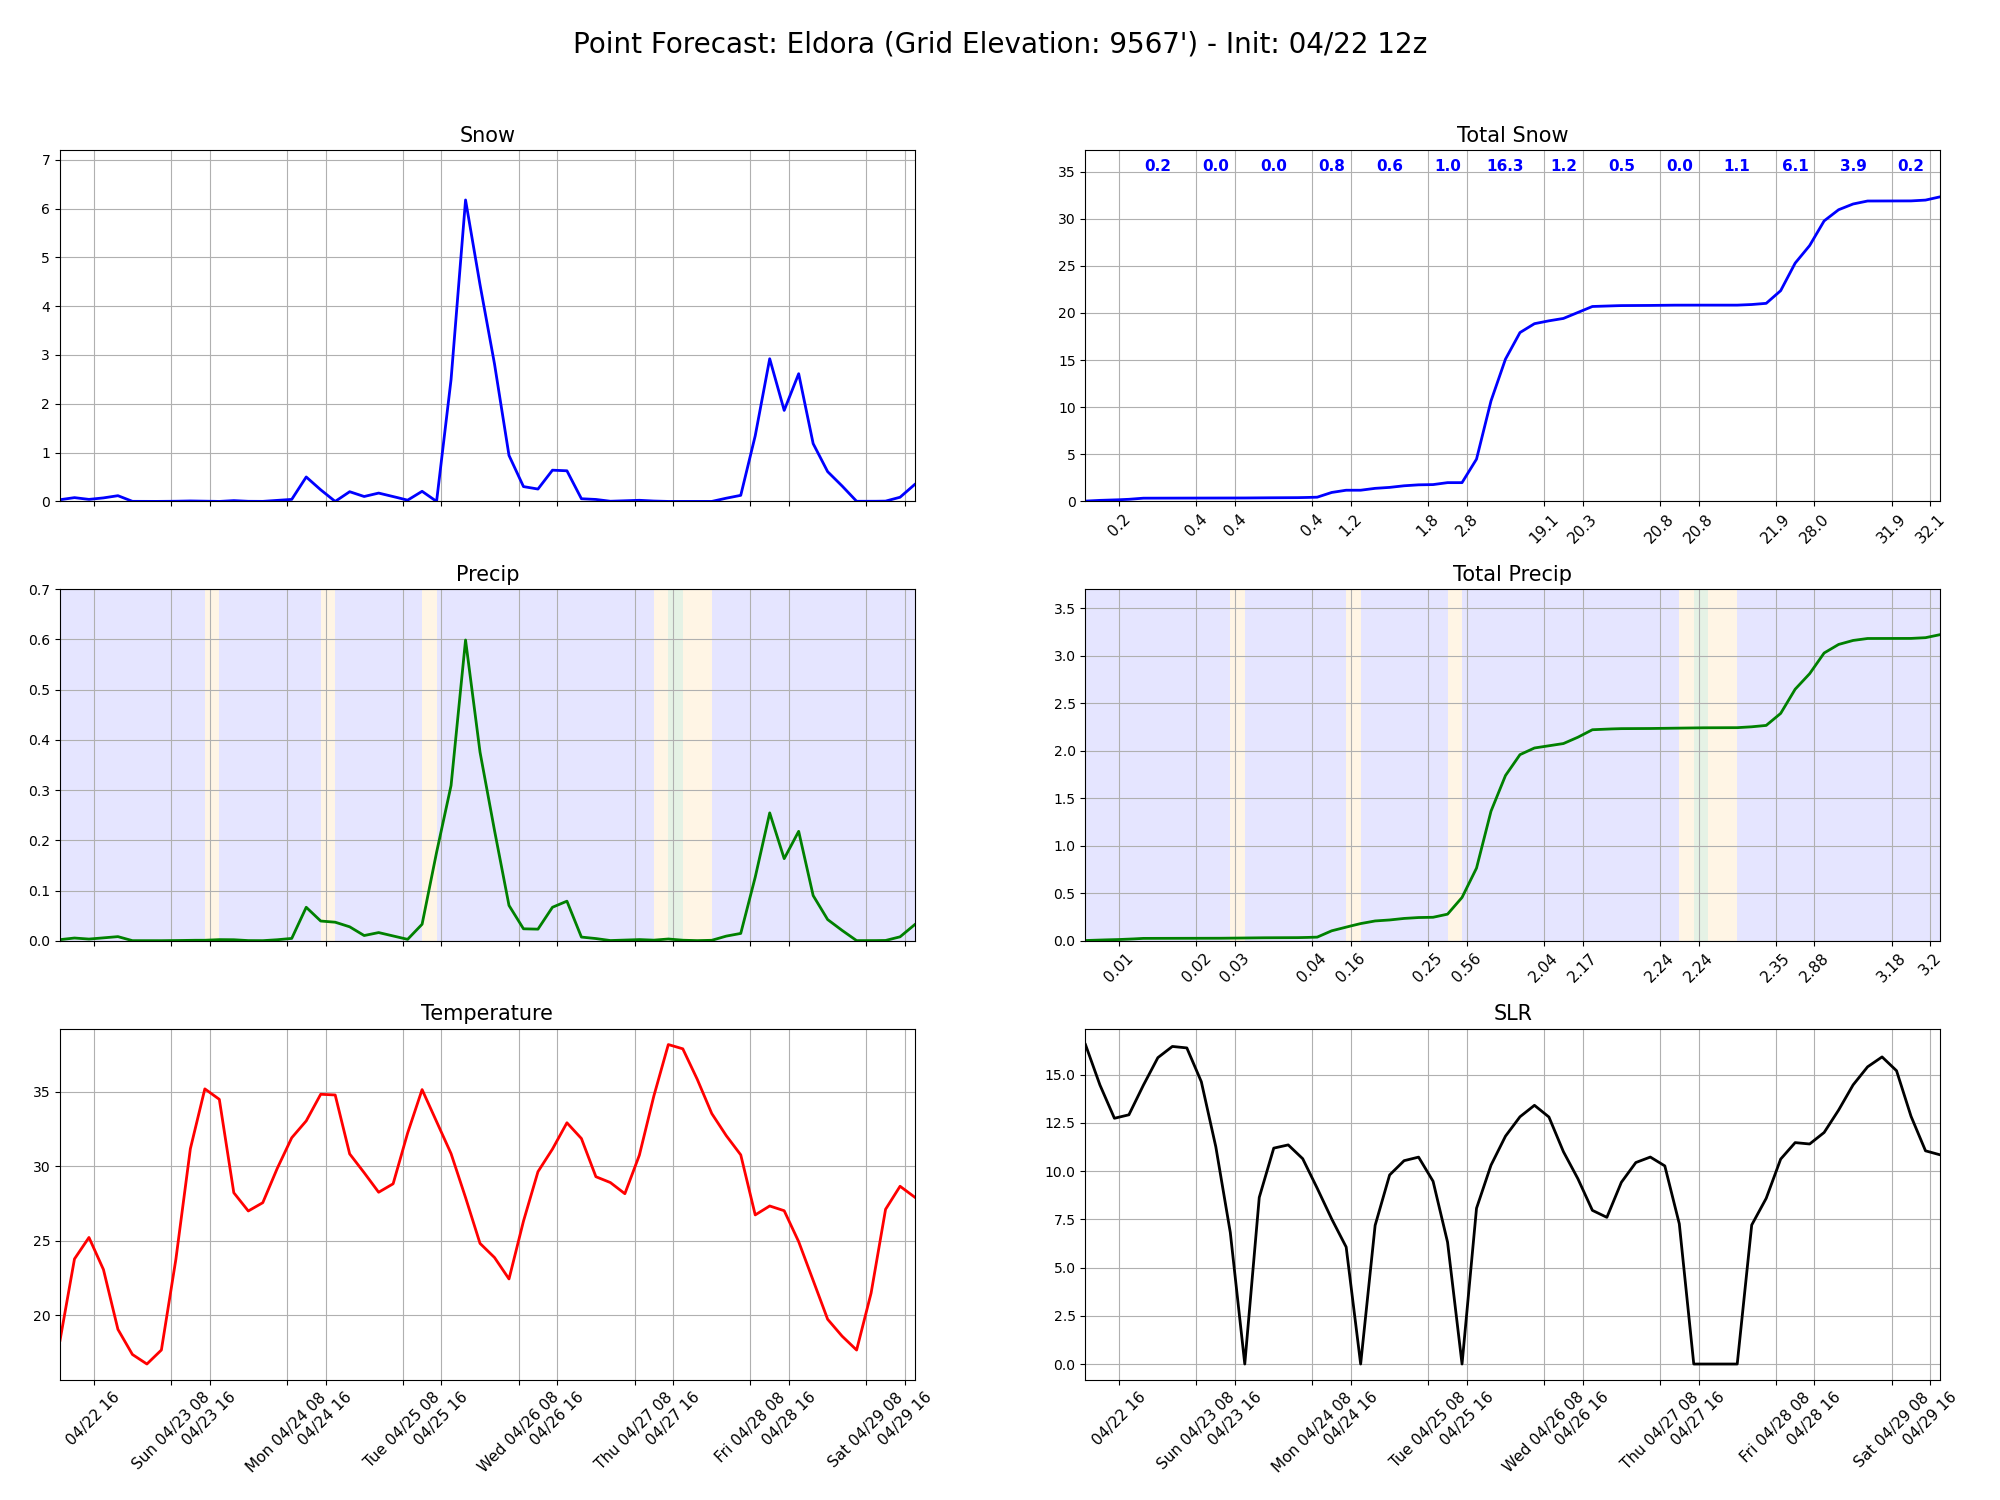 Point Forecast: Eldora (Grid Elevation: 9567') - Init: 04/22 12z
Snow
7
6
5
4
3
2
1
0
Total Snow
0.2 0.0 0.0 0.8 0.6 1.0 16.3 1.2 0.5 0.0 1.1 6.1 3.9 0.2
35
30
25
20
15
10
5
0
0.2 0.4 0.4 0.4 1.2 1.8 2.8 19.1 20.3 20.8 20.8 21.9 28.0 31.9 32.1
Precip
0.7
0.6
0.5
0.4
0.3
0.2
0.1
0.0
Total Precip
3.5
3.0
2.5
2.0
1.5
1.0
0.5
0.0
0.01 0.02 0.03 0.04 0.16 0.25 0.56 2.04 2.17 2.24 2.24 2.35 2.88 3.18 3.2
Temperature
35
30
25
20
04/22 16
Sun 04/23 08
04/23 16
Mon 04/24 08
04/24 16
Tue 04/25 08
04/25 16
Wed 04/26 08
04/26 16
Thu 04/27 08
04/27 16
Fri 04/28 08
04/28 16
Sat 04/29 08
04/29 16
SLR
15.0
12.5
10.0
7.5
5.0
2.5
0.0
04/22 16
Sun 04/23 08
04/23 16
Mon 04/24 08
04/24 16
Tue 04/25 08
04/25 16
Wed 04/26 08
04/26 16
Thu 04/27 08
04/27 16
Fri 04/28 08
04/28 16
Sat 04/29 08
04/29 16